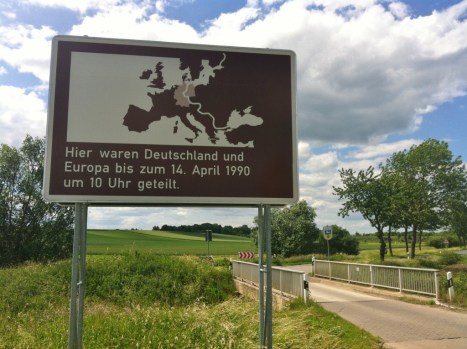 Hier waren Deutschland und
Europa bis zum 14. April 1990
um 10 Uhr geteilt.